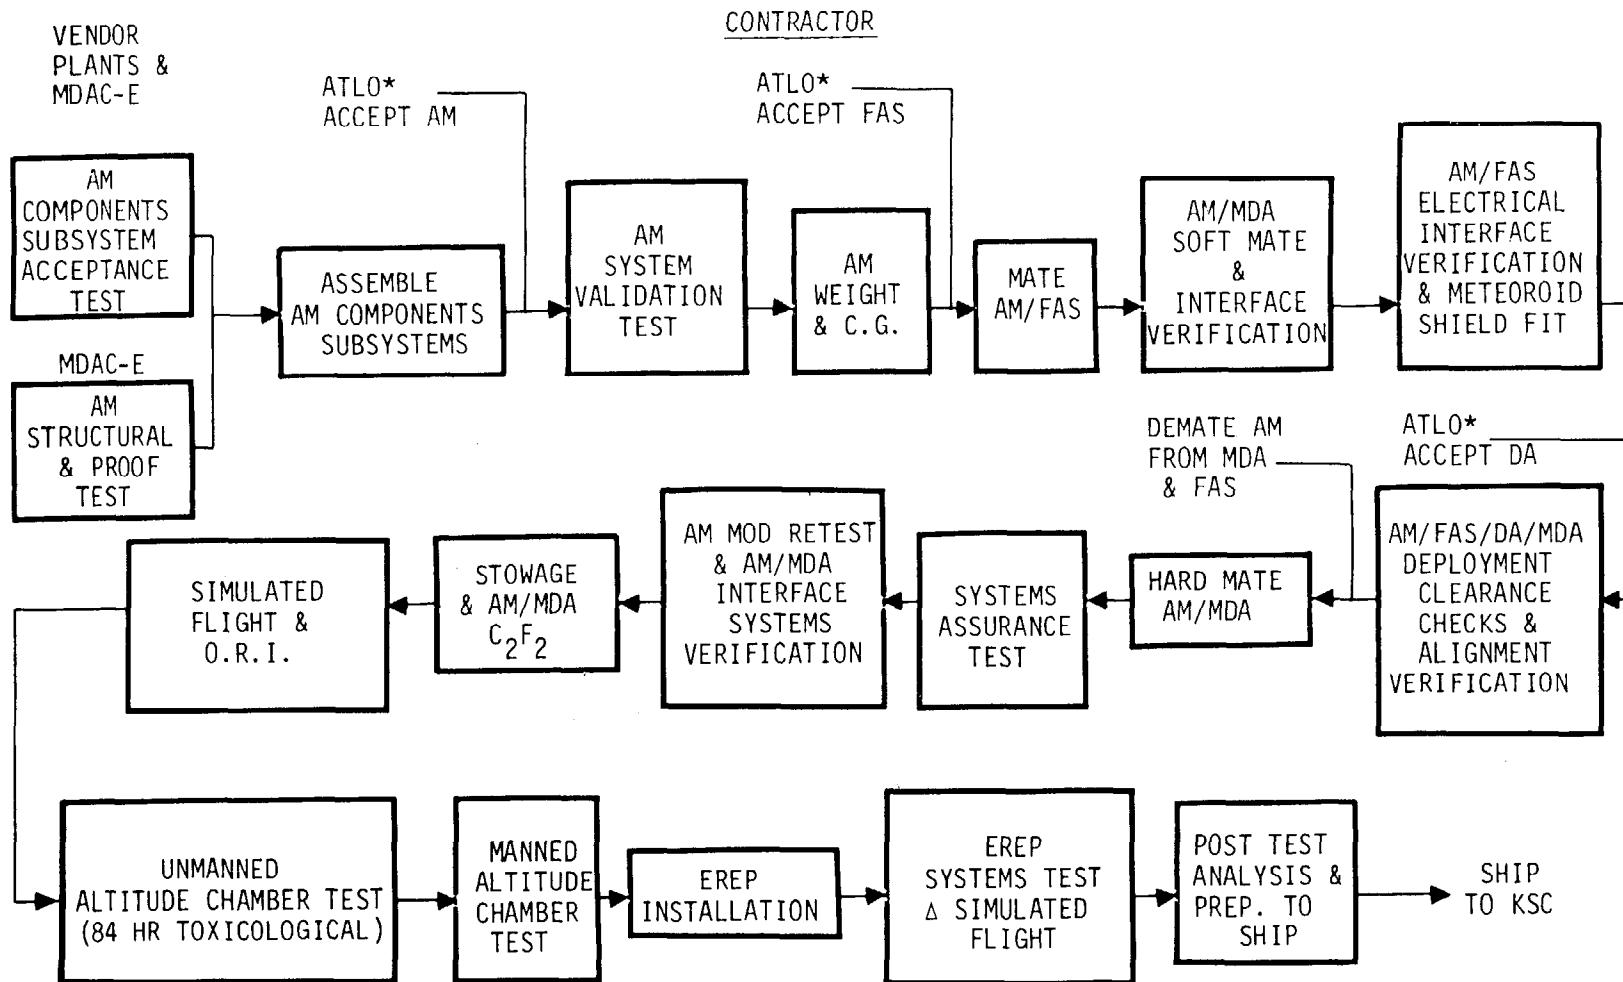 CONTRACTOR
VENDOR
PLANTS &
MDAC-E
ATLO*
ACCEPT AM
ATLO*
ACCEPT FAS
AM
COMPONENTS
SUBSYSTEM
ACCEPTANCE
TEST
MDAC-E
AM
STRUCTURAL
& PROOF
TEST
ASSEMBLE
AM COMPONENTS
SUBSYSTEMS
AM
SYSTEM
VALIDATION
TEST
AM
WEIGHT
& C.G.
MATE
AM/FAS
AM/MDA
SOFT MATE
&
INTERFACE
VERIFICATION
AM/FAS
ELECTRICAL
INTERFACE
VERIFICATION
& METEOROID
SHIELD FIT
ATLO*
ACCEPT DA
AM/FAS/DA/MDA
DEPLOYMENT
CLEARANCE
CHECKS &
ALIGNMENT
VERIFICATION
DEMATE AM
FROM MDA
& FAS
HARD MATE
AM/MDA
SYSTEMS
ASSURANCE
TEST
AM MOD RETEST
& AM/MDA
INTERFACE
SYSTEMS
VERIFICATION
STOWAGE
& AM/MDA
C₂F₂
SIMULATED
FLIGHT &
O.R.I.
UNMANNED
ALTITUDE CHAMBER TEST
(84 HR TOXICOLOGICAL)
MANNED
ALTITUDE
CHAMBER
TEST
EREP
INSTALLATION
EREP
SYSTEMS TEST
Δ SIMULATED
FLIGHT
POST TEST
ANALYSIS &
PREP. TO
SHIP
SHIP
TO KSC